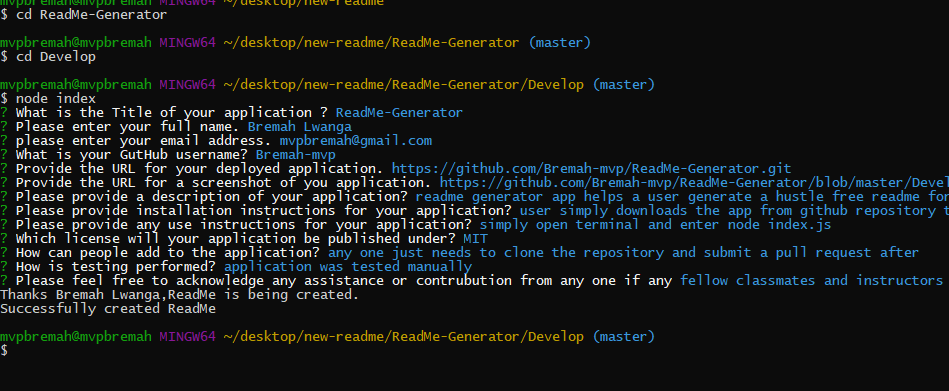 mvpbremah@mvpbremah MINGW64 ~/desktop/new-readme
$ cd ReadMe-Generator
mvpbremah@mvpbremah MINGW64 ~/desktop/new-readme/ReadMe-Generator (master)
$ cd Develop
mvpbremah@mvpbremah MINGW64 ~/desktop/new-readme/ReadMe-Generator/Develop (master)
$ node index
? What is the Title of your application ? ReadMe-Generator
? Please enter your full name. Bremah Lwanga
? please enter your email address. mvpbremah@gmail.com
? What is your GutHub username? Bremah-mvp
? Provide the URL for your deployed application. https://github.com/Bremah-mvp/ReadMe-Generator.git
? Provide the URL for a screenshot of you application. https://github.com/Bremah-mvp/ReadMe-Generator/blob/master/Devel
? Please provide a description of your application? readme generator app helps a user generate a hustle free readme for
? Please provide installation instructions for your application? user simply downloads the app from github repository t
? Please provide any use instructions for your application? simply open terminal and enter node index.js
? Which license will your application be published under? MIT
? How can people add to the application? any one just needs to clone the repository and submit a pull request after
? How is testing performed? application was tested manually
? Please feel free to acknowledge any assistance or contrubution from any one if any fellow classmates and instructors
Thanks Bremah Lwanga,ReadMe is being created.
Successfully created ReadMe
mvpbremah@mvpbremah MINGW64 ~/desktop/new-readme/ReadMe-Generator/Develop (master)
$